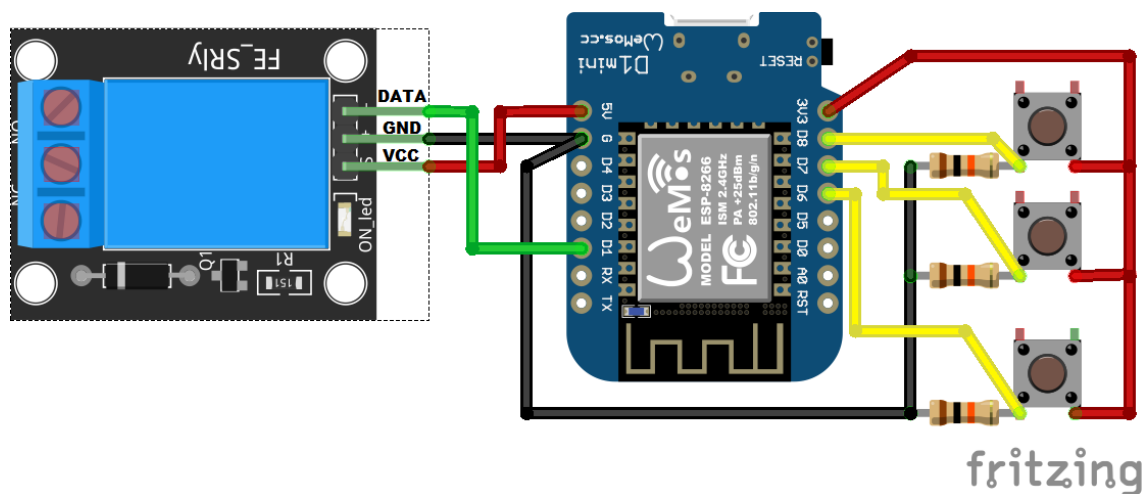 FE_SRly
DATA
GND
VCC
NO
NC
S
ON_led
Q1
R1
151
WeMos.cc
D1mini
RESET
5V
G
D4
D3
D2
D1
RX
TX
3V3
D8
D7
D6
D5
D0
A0
RST
WeMos
MODEL ESP-8266
ISM 2.4GHz
PA +25dBm
802.11b/g/n
FC
fritzing